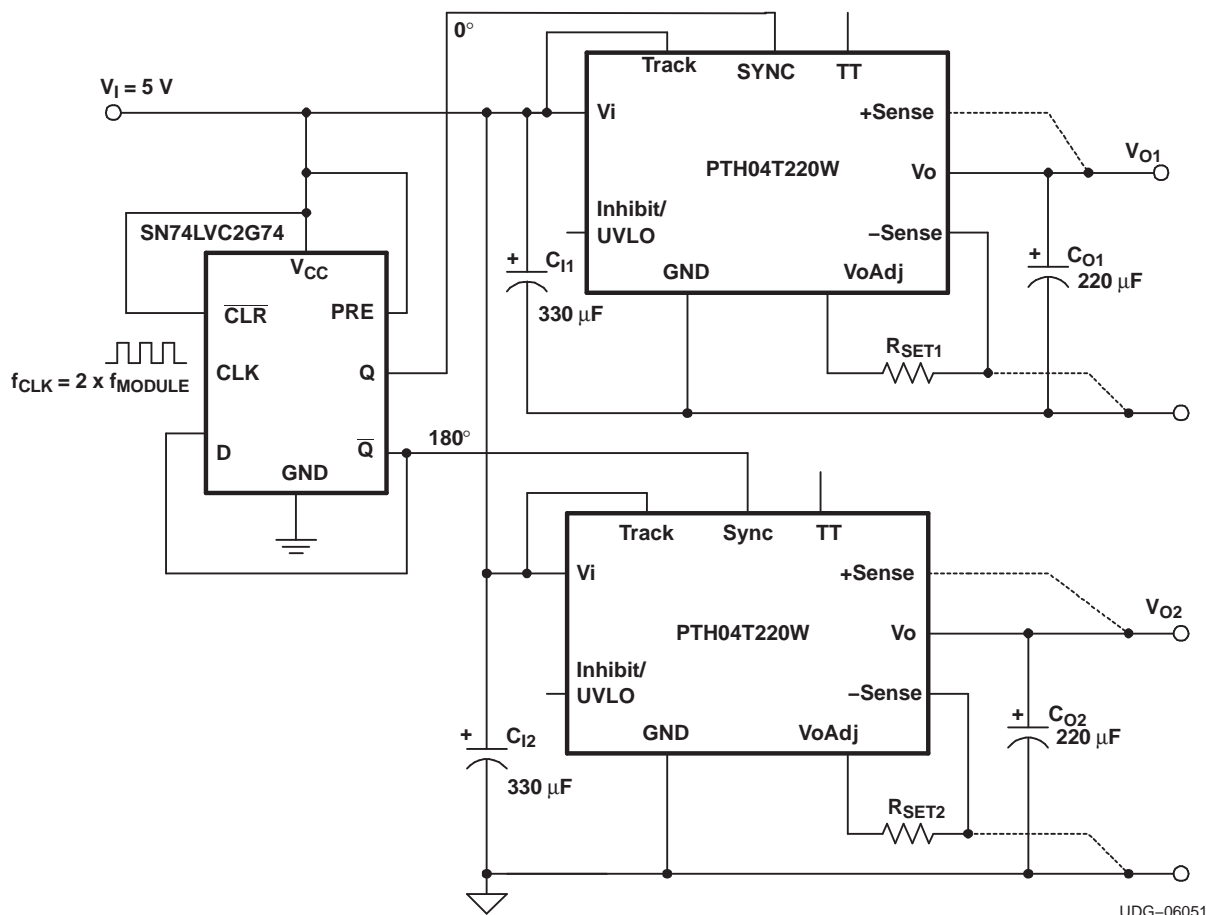 0°
Track
SYNC
TT
V_I = 5 V
Vi
+Sense
V_O1
PTH04T220W
Vo
Inhibit/
UVLO
−Sense
SN74LVC2G74
V_CC
+
C_I1
330 μF
GND
VoAdj
+
C_O1
220 μF
CLR
PRE
R_SET1
CLK
Q
f_CLK = 2 x f_MODULE
D
Q
180°
GND
Track
Sync
TT
Vi
+Sense
V_O2
PTH04T220W
Vo
Inhibit/
UVLO
−Sense
+
C_I2
330 μF
GND
VoAdj
+
C_O2
220 μF
R_SET2
UDG−06051